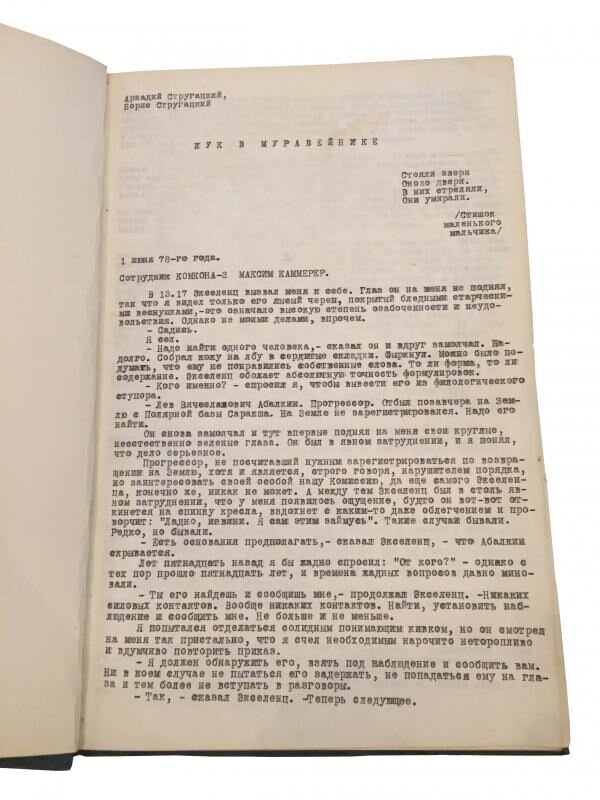 Аркадий Стругацкий,
Борис Стругацкий
ЖУК В МУРАВЕЙНИКЕ
Стояли звери
Около двери.
В них стреляли,
Они умирали.
/Стишок
маленького
мальчика/
1 июня 78-го года.
Сотрудник КОМКОНА-2 МАКСИМ КАММЕРЕР.
В 13.17 Экселенц вызвал меня к себе. Глаз он на меня не поднял,
так что я видел только его лысый череп, покрытый бледными старчески-
ми веснушками,-это означало высокую степень озабоченности и неудо-
вольствия. Однако не моими делами, впрочем.
- Садись.
Я сел.
- Надо найти одного человека,- сказал он и вдруг замолчал. На-
долго. Собрал кожу на лбу в сердитые складки. Фыркнул. Можно было по-
думать, что ему не понравились собственные слова. То ли форма, то ли
содержание. Экселенц обожает абсолютную точность формулировок.
- Кого именно? - спросил я, чтобы вывести его из филологического
ступора.
- Лев Вячеславович Абалкин. Прогрессор. Отбыл позавчера на Зем-
лю с Полярной базы Саракша. На Земле не зарегистрировался. Надо его
найти.
Он снова замолчал и тут впервые поднял на меня свои круглые,
неестественно зеленые глаза. Он был в явном затруднении, и я понял,
что дело серьезное.
Прогрессор, не посчитавший нужным зарегистрироваться по возвра-
щении на Землю, хотя и является, строго говоря, нарушителем порядка,
но заинтересовать своей особой нашу Комиссию, да еще самого Экселен-
ца, конечно же, никак не может. А между тем Экселенц был в столь яв-
ном затруднении, что у меня появилось ощущение, будто он вот-вот от-
кинется на спинку кресла, вздохнет с каким-то даже облегчением и про-
ворчит: "Ладно, извини. Я сам этим займусь". Такие случаи бывали.
Редко, но бывали.
- Есть основания предполагать,- сказал Экселенц, - что Абалкин
скрывается.
Лет пятнадцать назад я бы жадно спросил: "От кого?" - однако с
тех пор прошло пятнадцать лет, и времена жадных вопросов давно мино-
вали.
- Ты его найдешь и сообщишь мне,- продолжал Экселенц. -Никаких
силовых контактов. Вообще никаких контактов. Найти, установить наб-
людение и сообщить мне. Не больше и не меньше.
Я попытался отделаться солидным понимающим кивком, но он смотрел
на меня так пристально, что я счел необходимым нарочито неторопливо
и вдумчиво повторить приказ.
- Я должен обнаружить его, взять под наблюдение и сообщить вам.
Ни в коем случае не пытаться его задержать, не попадаться ему на гла-
за и тем более не вступать в разговоры.
- Так, - сказал Экселенц. -Теперь следующее.